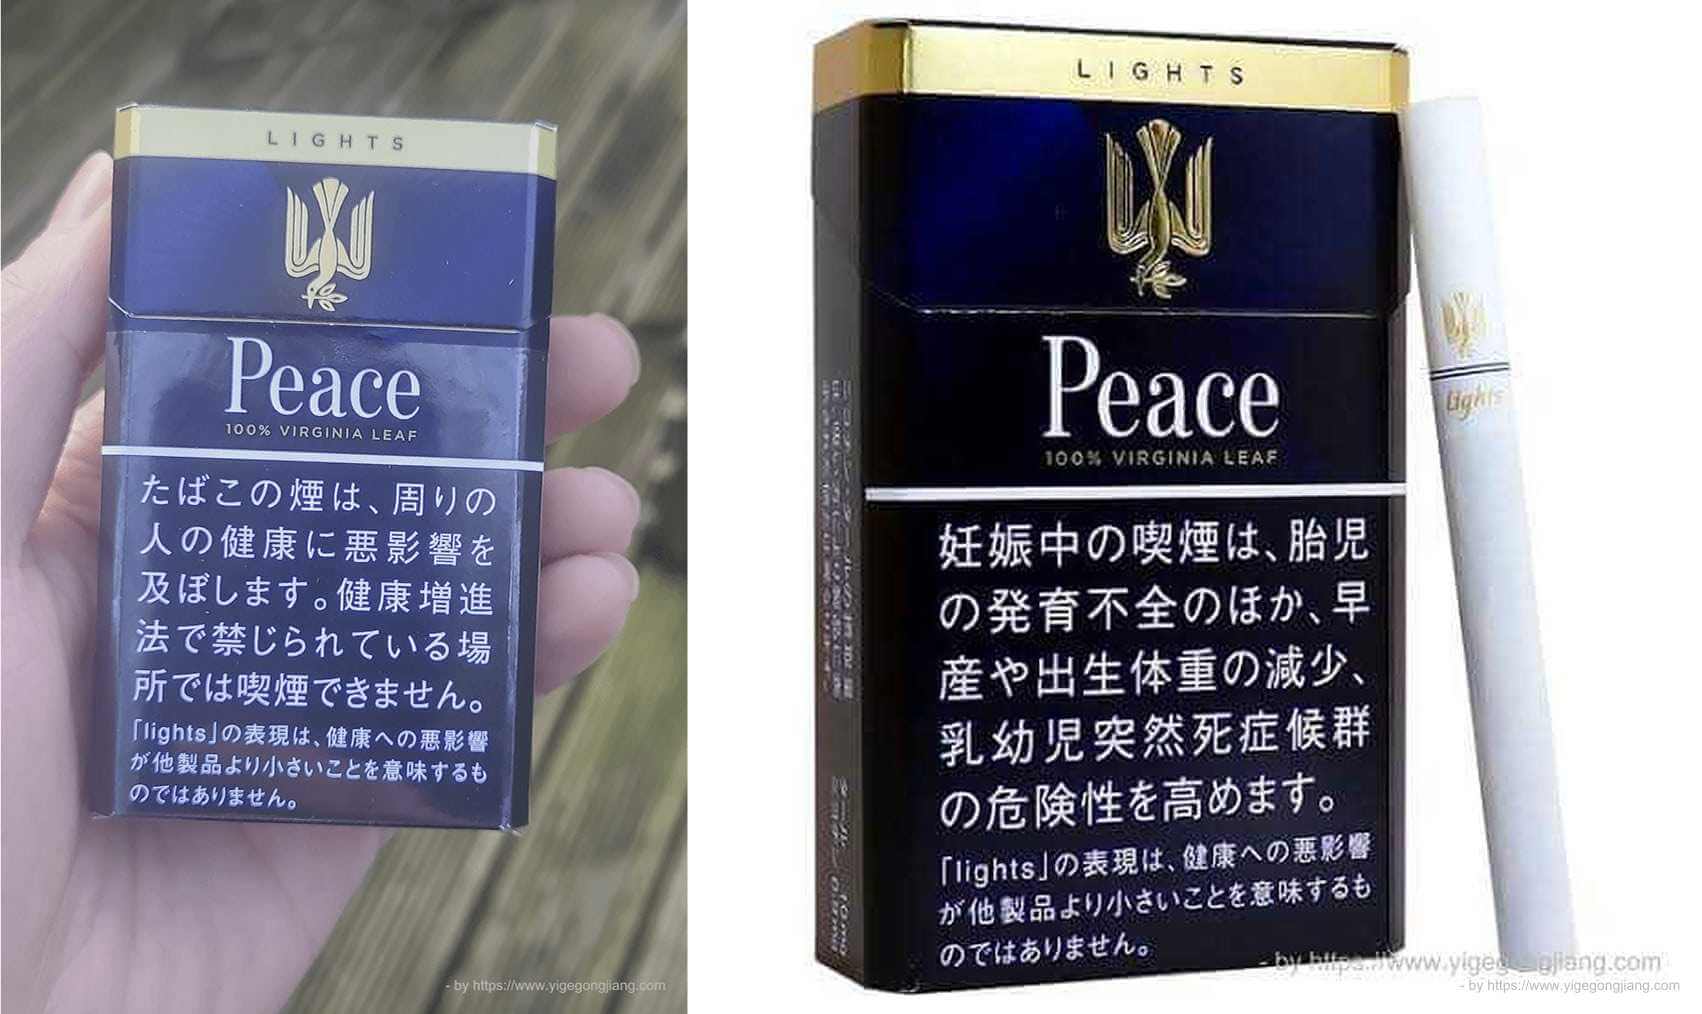 LIGHTS
Peace
100% VIRGINIA LEAF
たばこの煙は、周りの
人の健康に悪影響を
及ぼします。健康増進
法で禁じられている場
所では喫煙できません。
「lights」の表現は、健康への悪影響
が他製品より小さいことを意味するも
のではありません。
- by https://www.yigegongjiang.com
LIGHTS
Peace
100% VIRGINIA LEAF
妊娠中の喫煙は、胎児
の発育不全のほか、早
産や出生体重の減少、
乳幼児突然死症候群
の危険性を高めます。
「lights」の表現は、健康への悪影響
が他製品より小さいことを意味するも
のではありません。
Lights
- by https://www.yigegongjiang.com
- by https://www.yigegongjiang.com